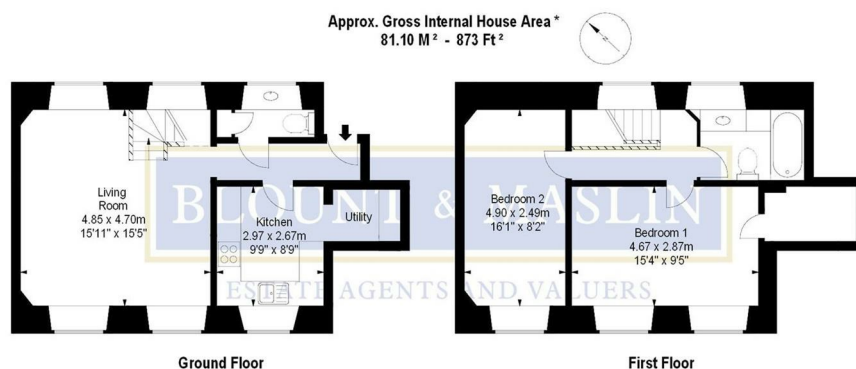 Approx. Gross Internal House Area *
81.10 M² - 873 Ft²
N
Living
Room
4.85 x 4.70m
15'11" x 15'5"
Kitchen
2.97 x 2.67m
9'9" x 8'9"
Utility
Bedroom 2
4.90 x 2.49m
16'1" x 8'2"
Bedroom 1
4.67 x 2.87m
15'4" x 9'5"
BLOUNT & MASLIN
ESTATE AGENTS AND VALUERS
Ground Floor
First Floor